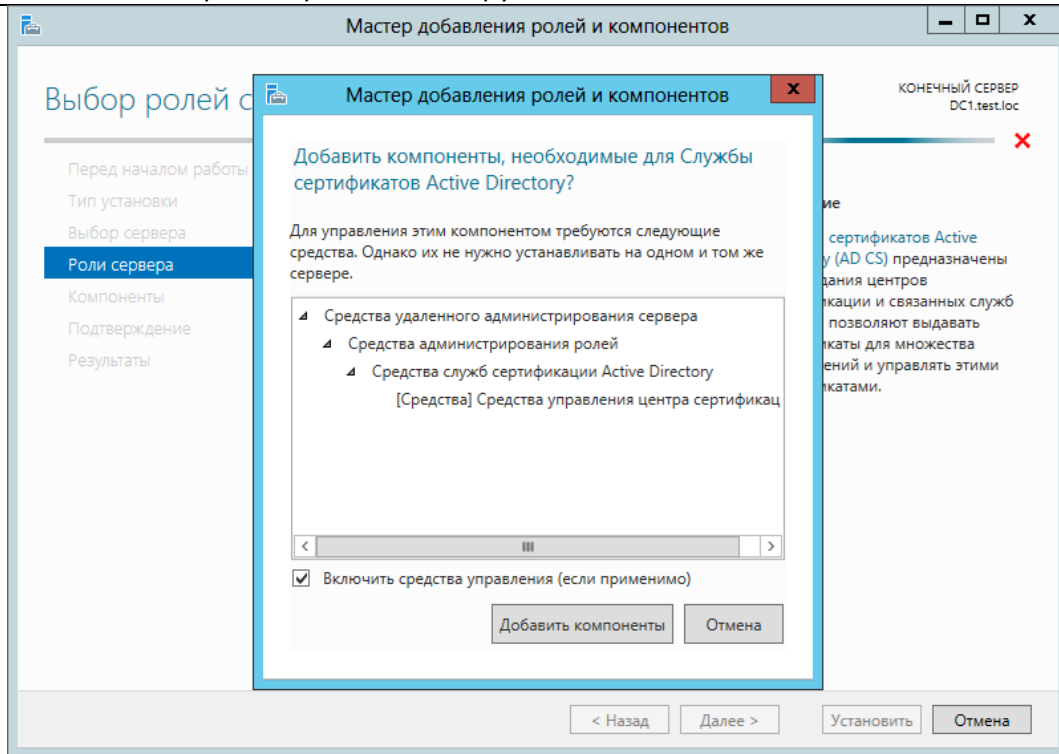 Мастер добавления ролей и компонентов
Выбор ролей с
КОНЕЧНЫЙ СЕРВЕР
DC1.test.loc
Перед началом работы
Тип установки
Выбор сервера
Роли сервера
Компоненты
Подтверждение
Результаты
Мастер добавления ролей и компонентов
Добавить компоненты, необходимые для Службы
сертификатов Active Directory?
Для управления этим компонентом требуются следующие
средства. Однако их не нужно устанавливать на одном и том же
сервере.
Средства удаленного администрирования сервера
Средства администрирования ролей
Средства служб сертификации Active Directory
[Средства] Средства управления центра сертификац
Включить средства управления (если применимо)
Добавить компоненты
Отмена
ие
сертификатов Active
y (AD CS) предназначены
дания центров
икации и связанных служб
позволяют выдавать
икаты для множества
ений и управлять этими
икатами.
< Назад
Далее >
Установить
Отмена